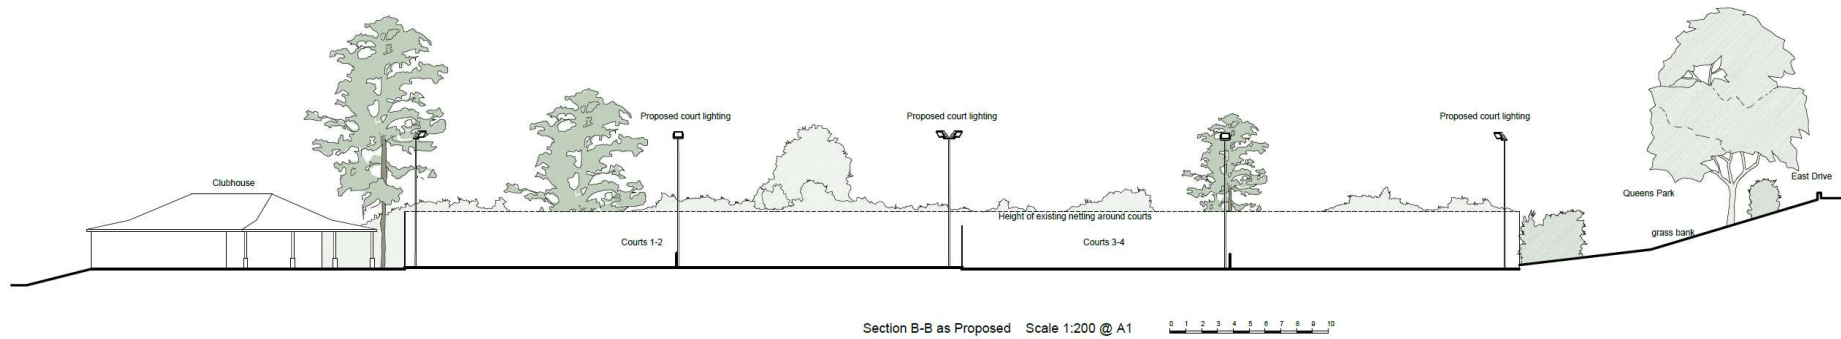 Proposed court lighting
Proposed court lighting
Proposed court lighting
Clubhouse
East Drive
Queens Park
Height of existing netting around courts
grass bank
Courts 1-2
Courts 3-4
Section B-B as Proposed Scale 1:200 @ A1
0 1 2 3 4 5 6 7 8 9 10